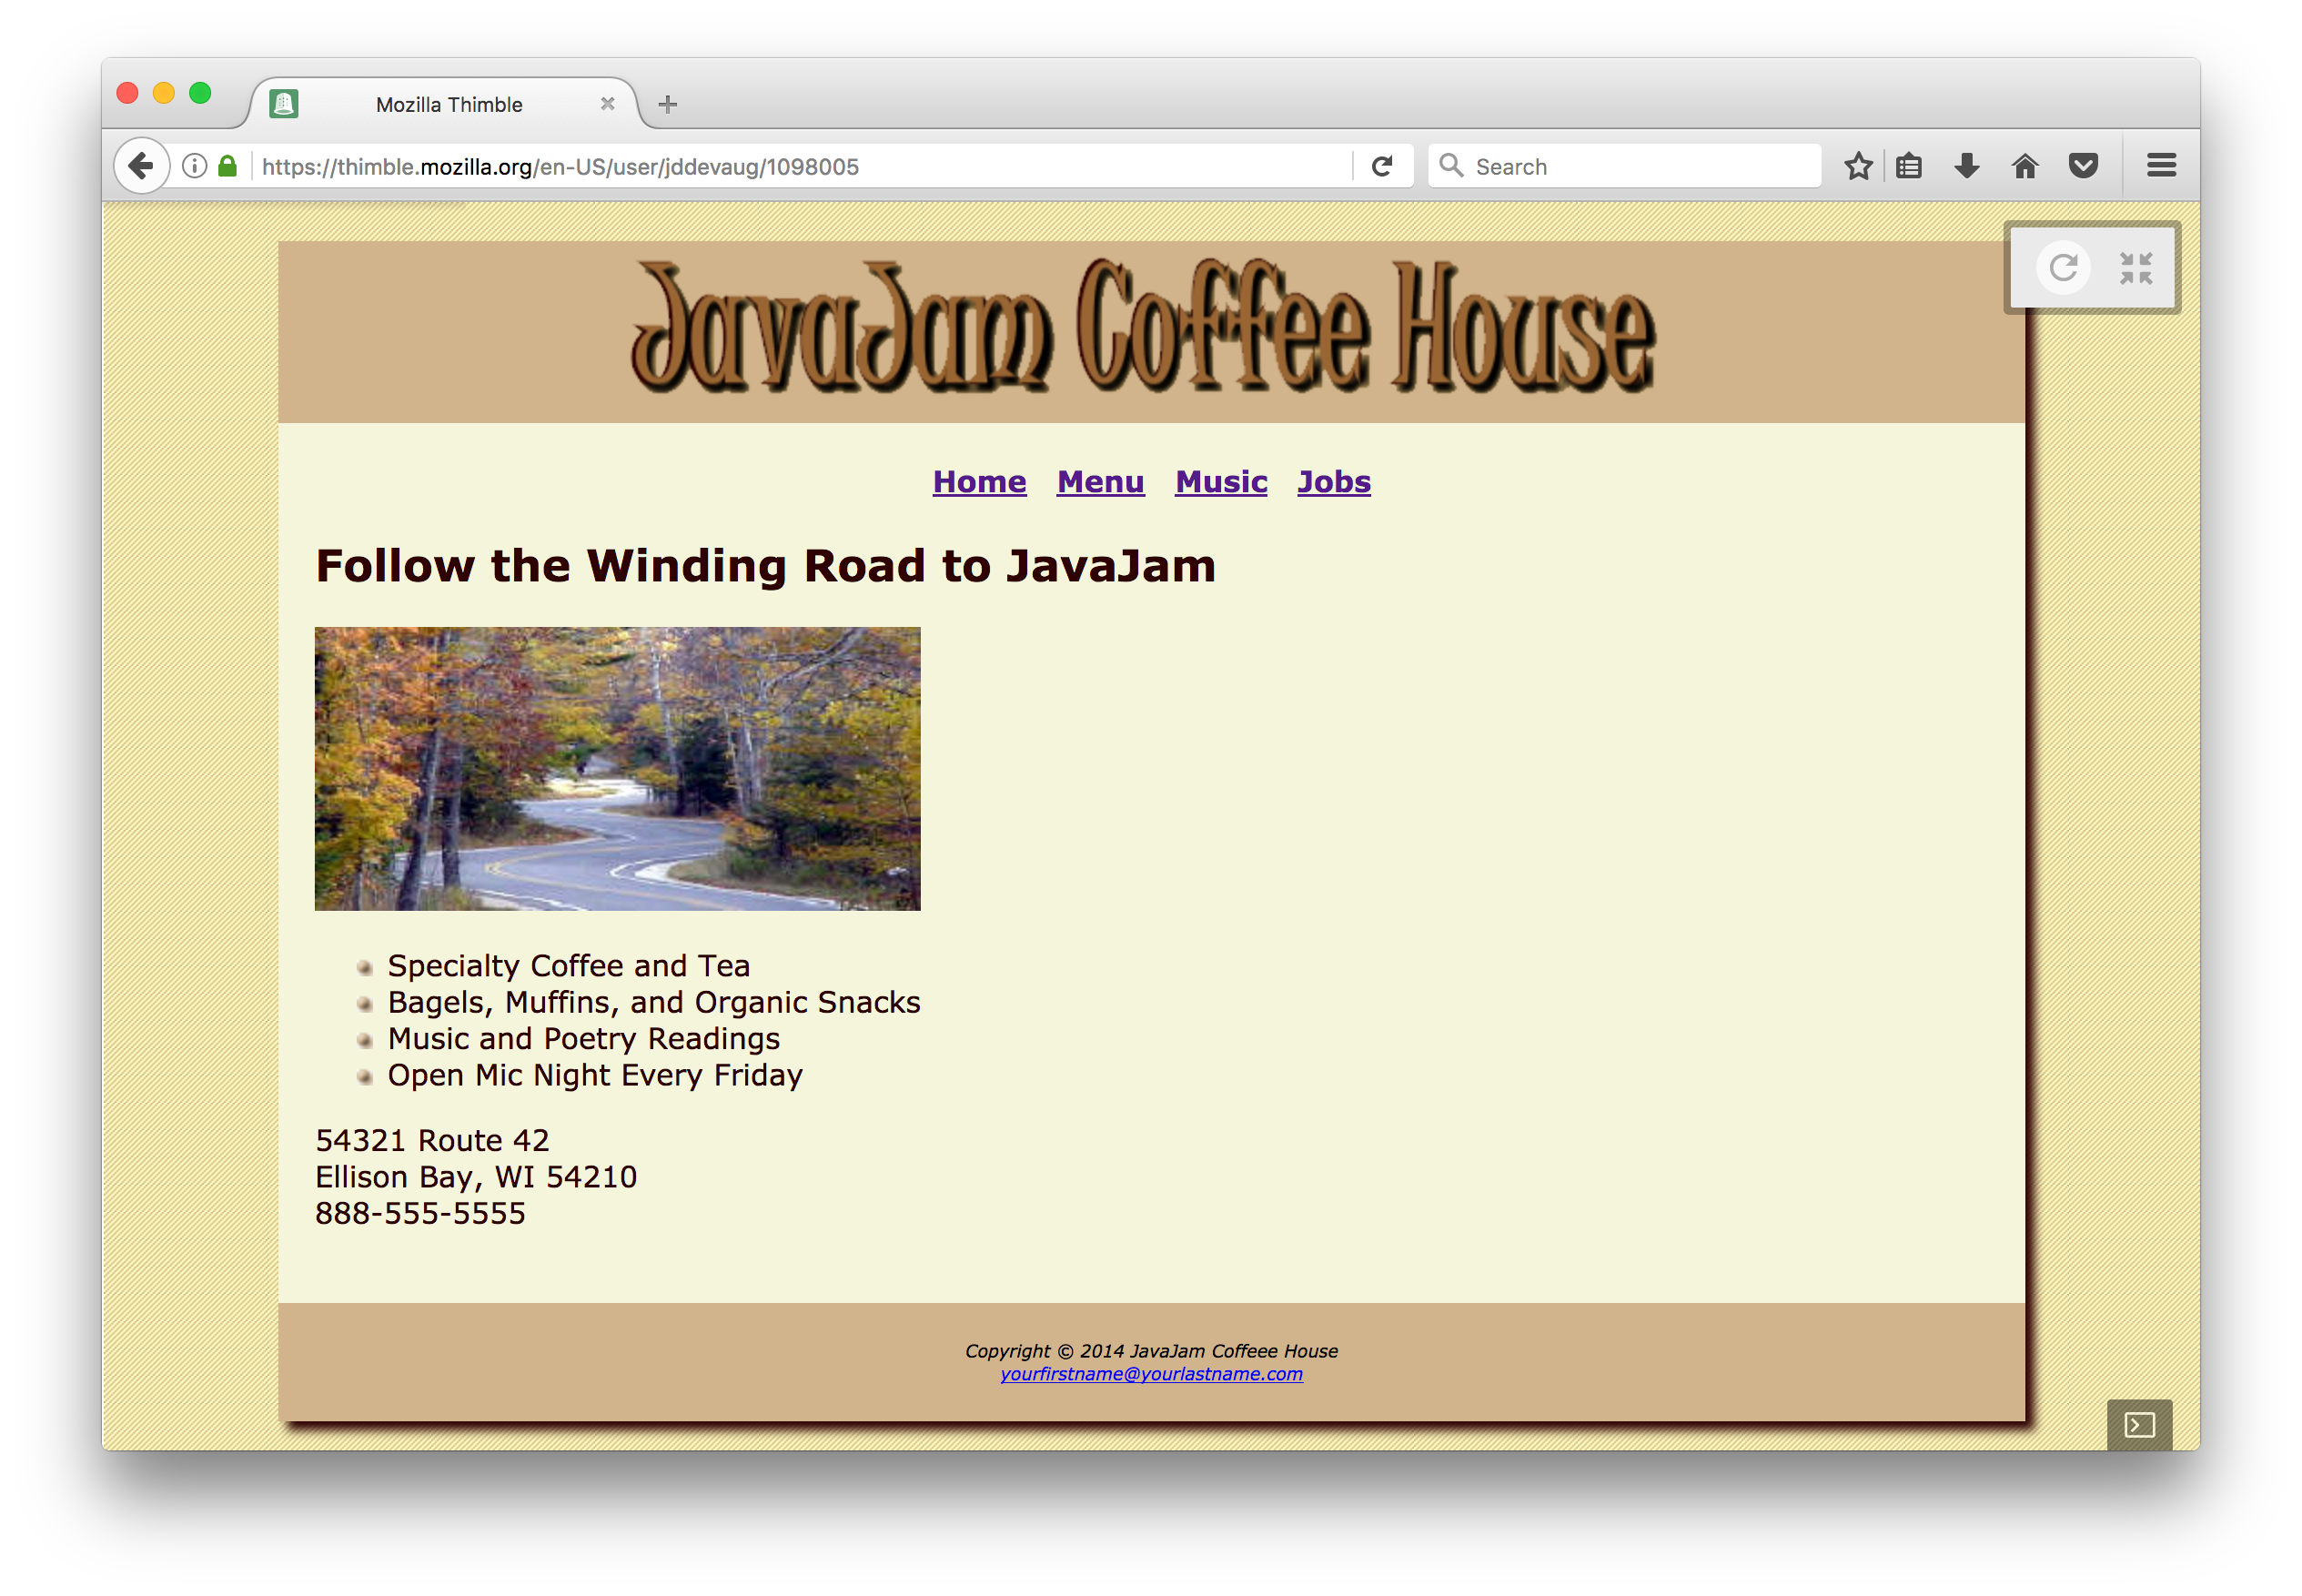 Mozilla Thimble
https://thimble.mozilla.org/en-US/user/jddevaug/1098005
Search
JavaJam Coffee House
Home Menu Music Jobs
Follow the Winding Road to JavaJam
Specialty Coffee and Tea
Bagels, Muffins, and Organic Snacks
Music and Poetry Readings
Open Mic Night Every Friday
54321 Route 42
Ellison Bay, WI 54210
888-555-5555
Copyright © 2014 JavaJam Coffeee House
yourfirstname@yourlastname.com